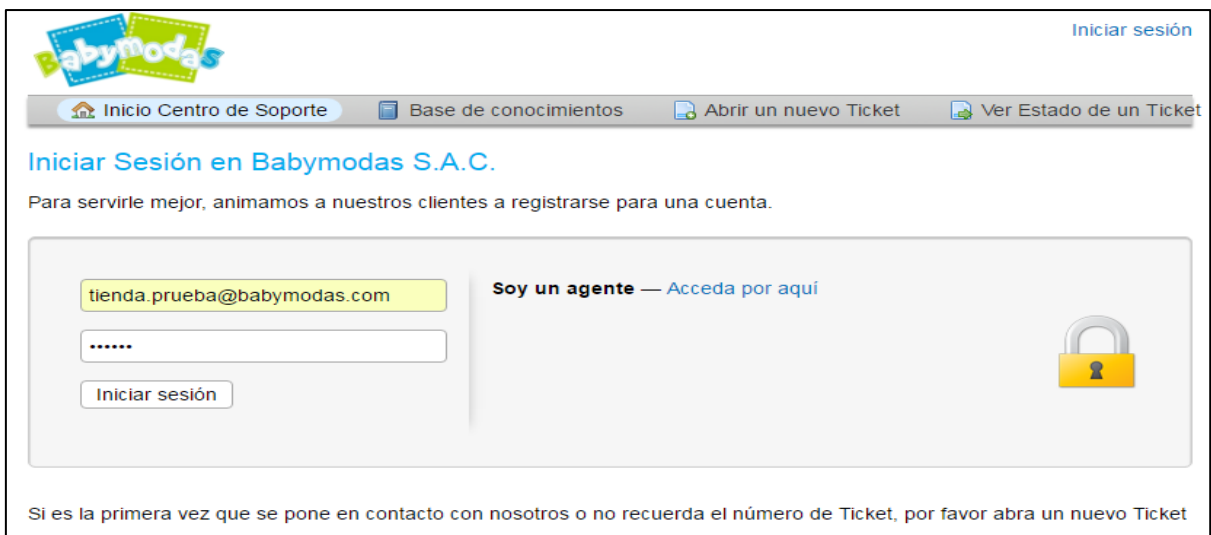 Babymodas
Iniciar sesión
Inicio Centro de Soporte Base de conocimientos Abrir un nuevo Ticket Ver Estado de un Ticket
Iniciar Sesión en Babymodas S.A.C.
Para servirle mejor, animamos a nuestros clientes a registrarse para una cuenta.
tienda.prueba@babymodas.com
••••••
Iniciar sesión
Soy un agente — Acceda por aquí
Si es la primera vez que se pone en contacto con nosotros o no recuerda el número de Ticket, por favor abra un nuevo Ticket